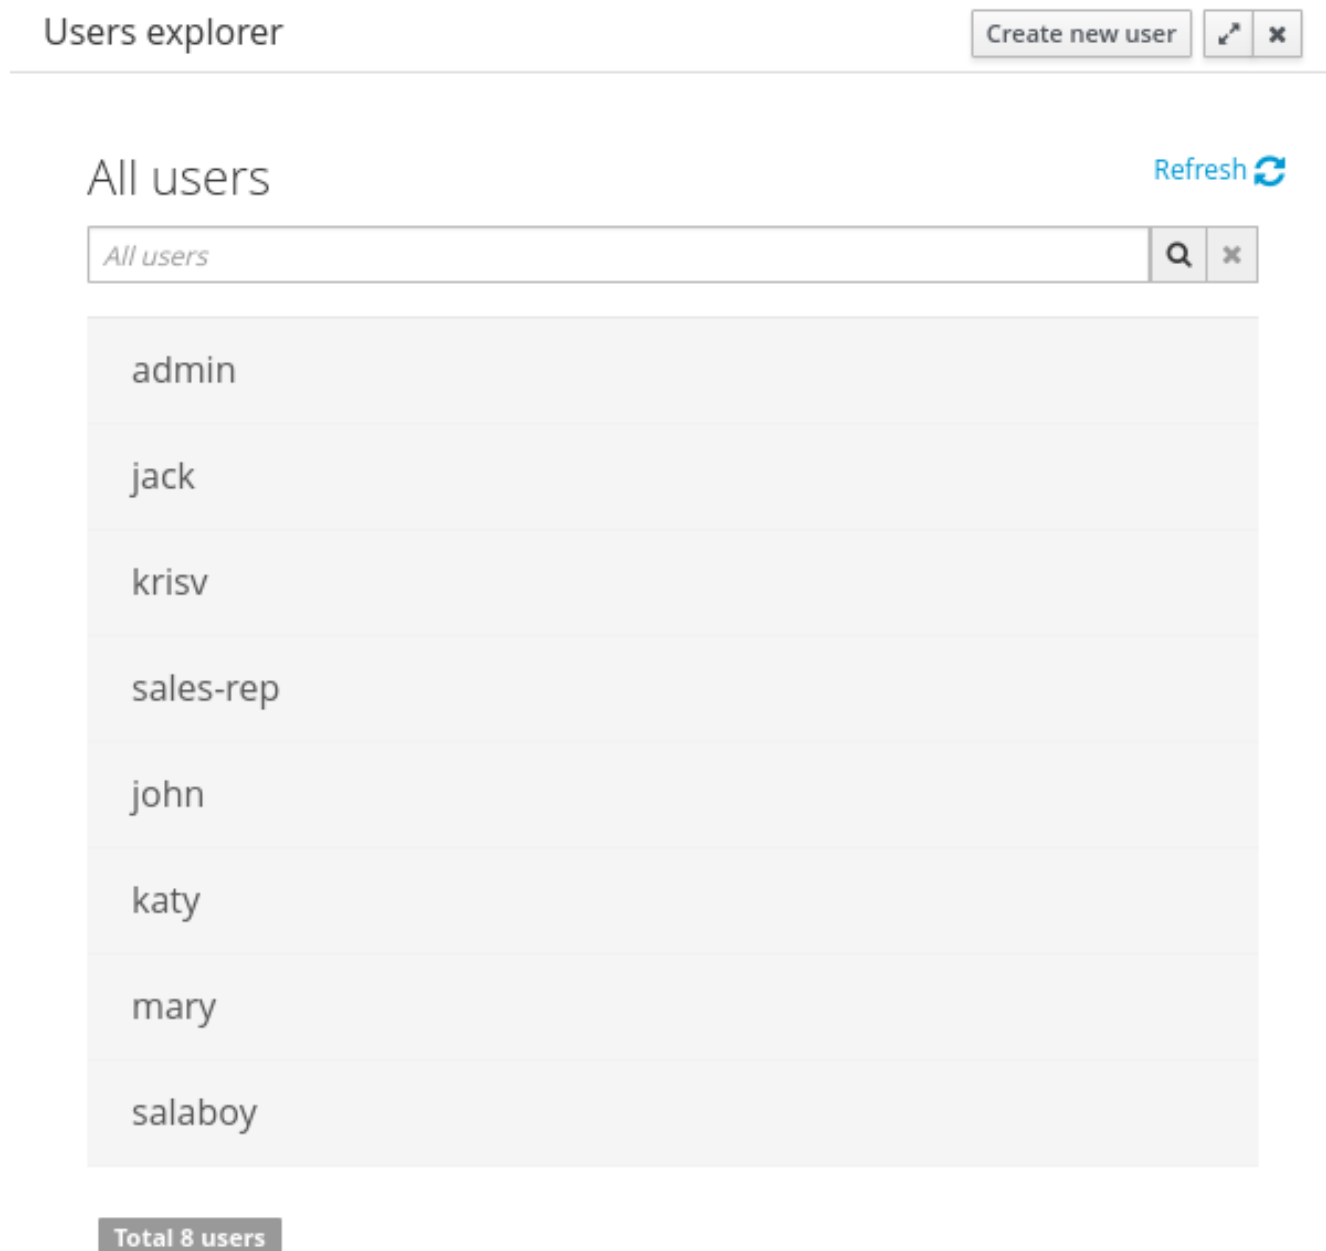 Users explorer
Create new user
All users
Refresh
All users
admin
jack
krisv
sales-rep
john
katy
mary
salaboy
Total 8 users